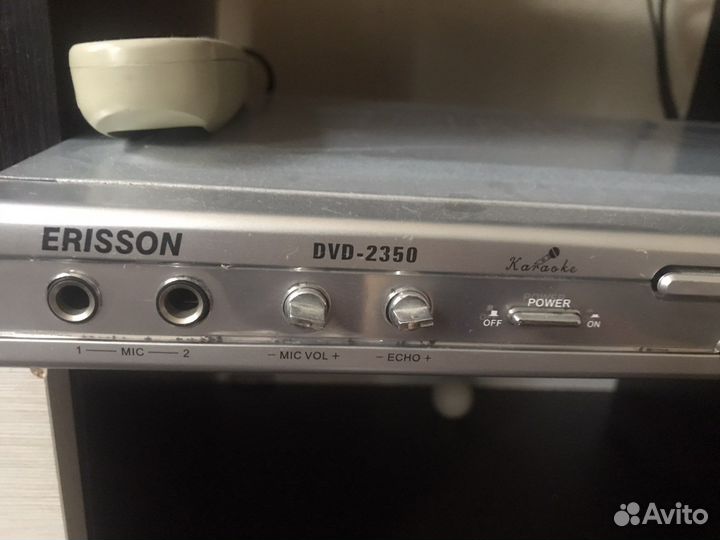 ERISSON
DVD-2350
Karaoke
POWER
OFF
ON
1 MIC 2
- MIC VOL +
- ECHO +
Avito